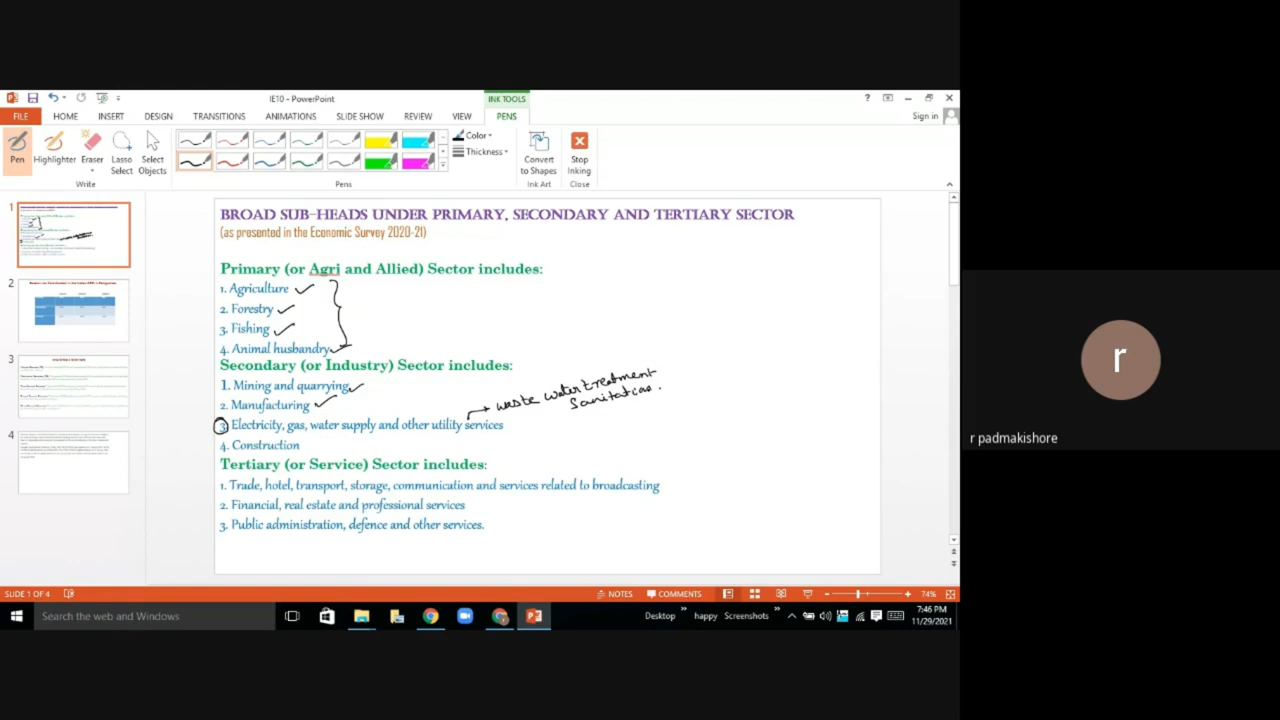 IE10 - PowerPoint
INK TOOLS
Sign in
FILE
HOME
INSERT
DESIGN
TRANSITIONS
ANIMATIONS
SLIDE SHOW
REVIEW
VIEW
PENS
Pen
Highlighter
Eraser
Lasso Select
Select Objects
Color
Thickness
Convert to Shapes
Stop Inking
Write
Pens
Ink Art
Close
1
2
3
4
BROAD SUB-HEADS UNDER PRIMARY, SECONDARY AND TERTIARY SECTOR
(as presented in the Economic Survey 2020-21)
Primary (or Agri and Allied) Sector includes:
1. Agriculture
2. Forestry
3. Fishing
4. Animal husbandry
Secondary (or Industry) Sector includes:
1. Mining and quarrying
2. Manufacturing
waste water treatment
Sanitation.
3. Electricity, gas, water supply and other utility services
4. Construction
Tertiary (or Service) Sector includes:
1. Trade, hotel, transport, storage, communication and services related to broadcasting
2. Financial, real estate and professional services
3. Public administration, defence and other services.
r
r padmakishore
SLIDE 1 OF 4
NOTES
COMMENTS
74%
Search the web and Windows
Desktop
happy
Screenshots
7:46 PM
11/29/2021